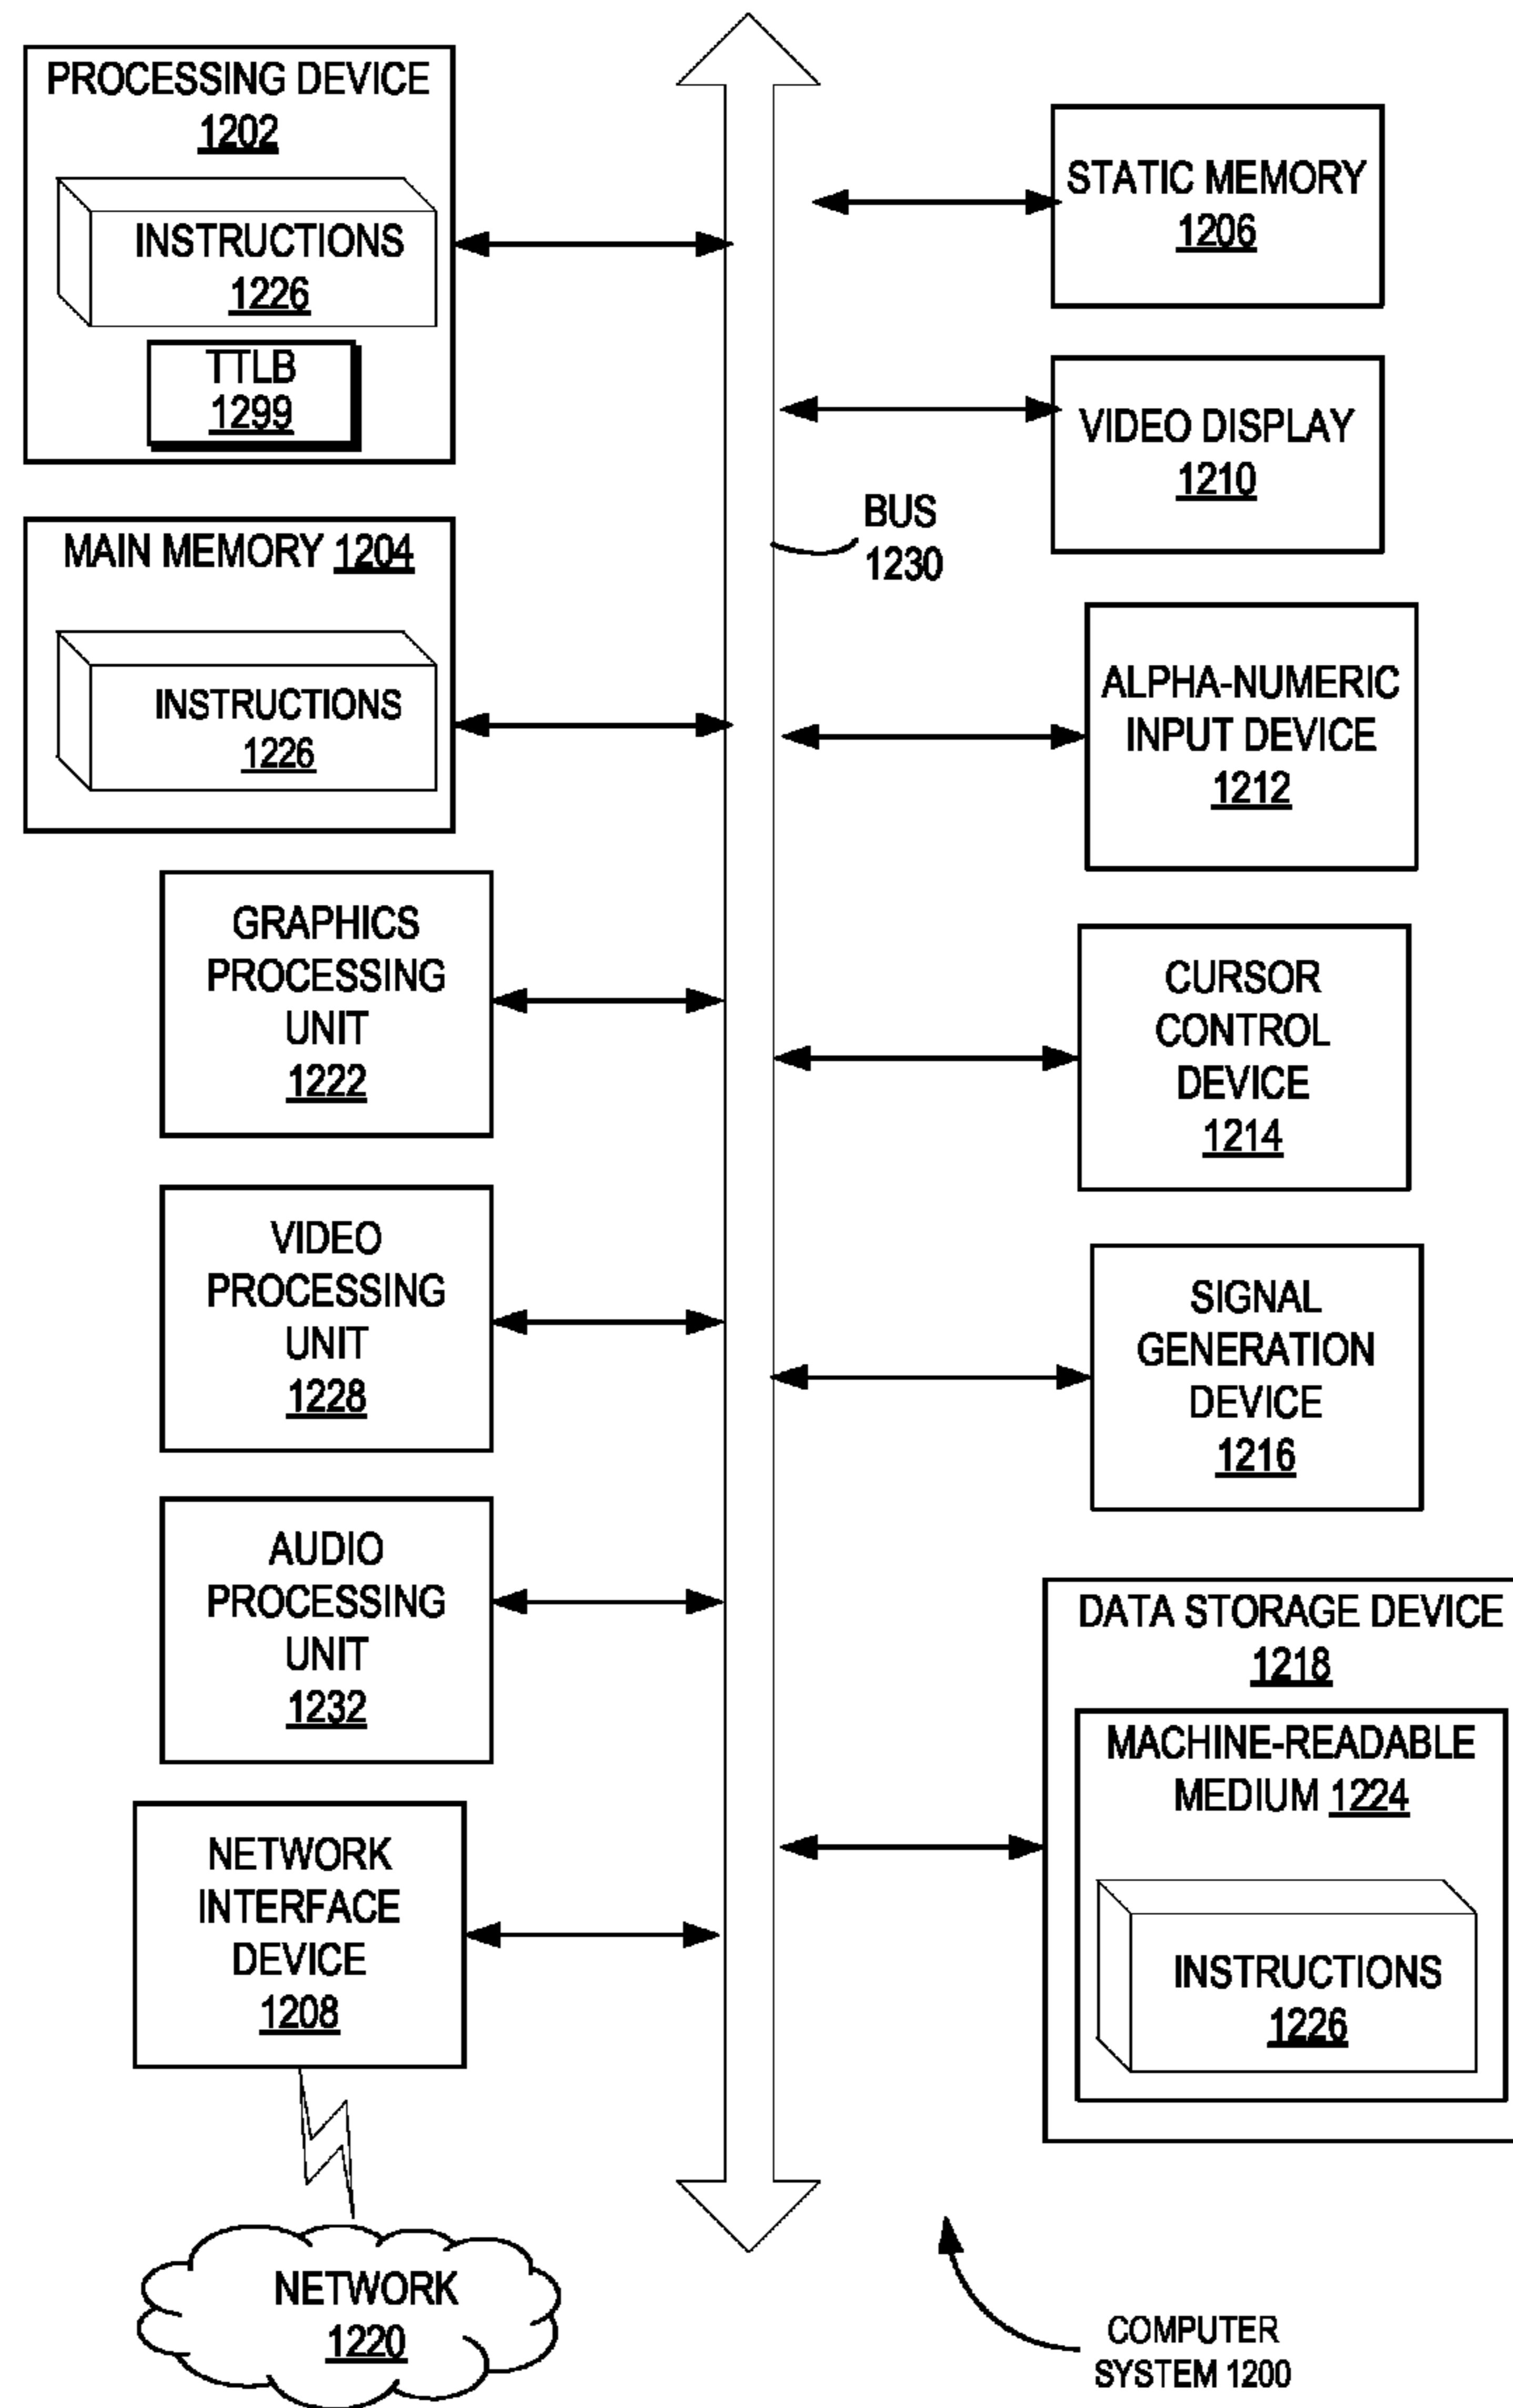 PROCESSING DEVICE
1202
INSTRUCTIONS
1226
TTLB
1299
MAIN MEMORY 1204
INSTRUCTIONS
1226
GRAPHICS
PROCESSING
UNIT
1222
VIDEO
PROCESSING
UNIT
1228
AUDIO
PROCESSING
UNIT
1232
NETWORK
INTERFACE
DEVICE
1208
NETWORK
1220
BUS
1230
STATIC MEMORY
1206
VIDEO DISPLAY
1210
ALPHA-NUMERIC
INPUT DEVICE
1212
CURSOR
CONTROL
DEVICE
1214
SIGNAL
GENERATION
DEVICE
1216
DATA STORAGE DEVICE
1218
MACHINE-READABLE
MEDIUM 1224
INSTRUCTIONS
1226
COMPUTER
SYSTEM 1200